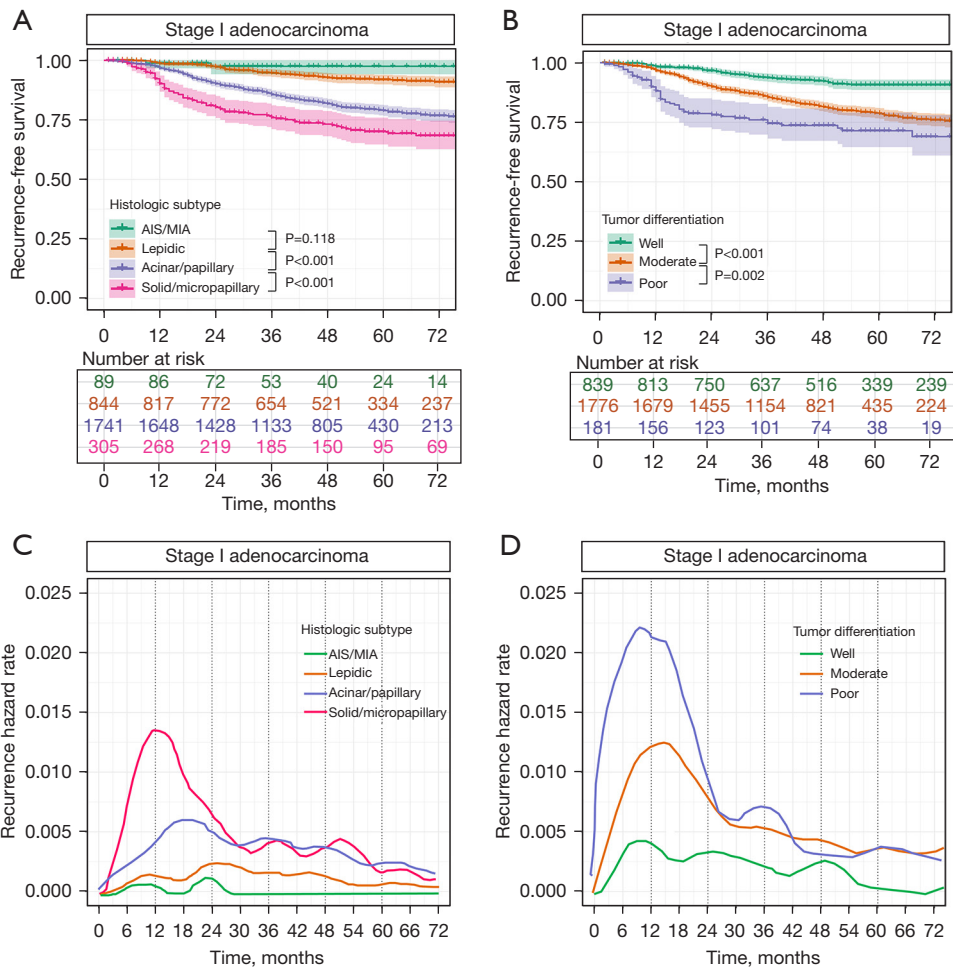 A
Stage I adenocarcinoma
Recurrence-free survival
1.00
0.75
0.50
0.25
0.00
Histologic subtype
AIS/MIA
Lepidic
Acinar/papillary
Solid/micropapillary
P=0.118
P<0.001
P<0.001
0 12 24 36 48 60 72
Number at risk
89 86 72 53 40 24 14
844 817 772 654 521 334 237
1741 1648 1428 1133 805 430 213
305 268 219 185 150 95 69
0 12 24 36 48 60 72
Time, months
B
Stage I adenocarcinoma
Recurrence-free survival
1.00
0.75
0.50
0.25
0.00
Tumor differentiation
Well
Moderate
Poor
P<0.001
P=0.002
0 12 24 36 48 60 72
839 813 750 637 516 339 239
1776 1679 1455 1154 821 435 224
181 156 123 101 74 38 19
0 12 24 36 48 60 72
Time, months
C
Stage I adenocarcinoma
Recurrence hazard rate
0.025
0.020
0.015
0.010
0.005
0.000
Histologic subtype
AIS/MIA
Lepidic
Acinar/papillary
Solid/micropapillary
0 6 12 18 24 30 36 42 48 54 60 66 72
Time, months
D
Stage I adenocarcinoma
Recurrence hazard rate
0.025
0.020
0.015
0.010
0.005
0.000
Tumor differentiation
Well
Moderate
Poor
0 6 12 18 24 30 36 42 48 54 60 66 72
Time, months